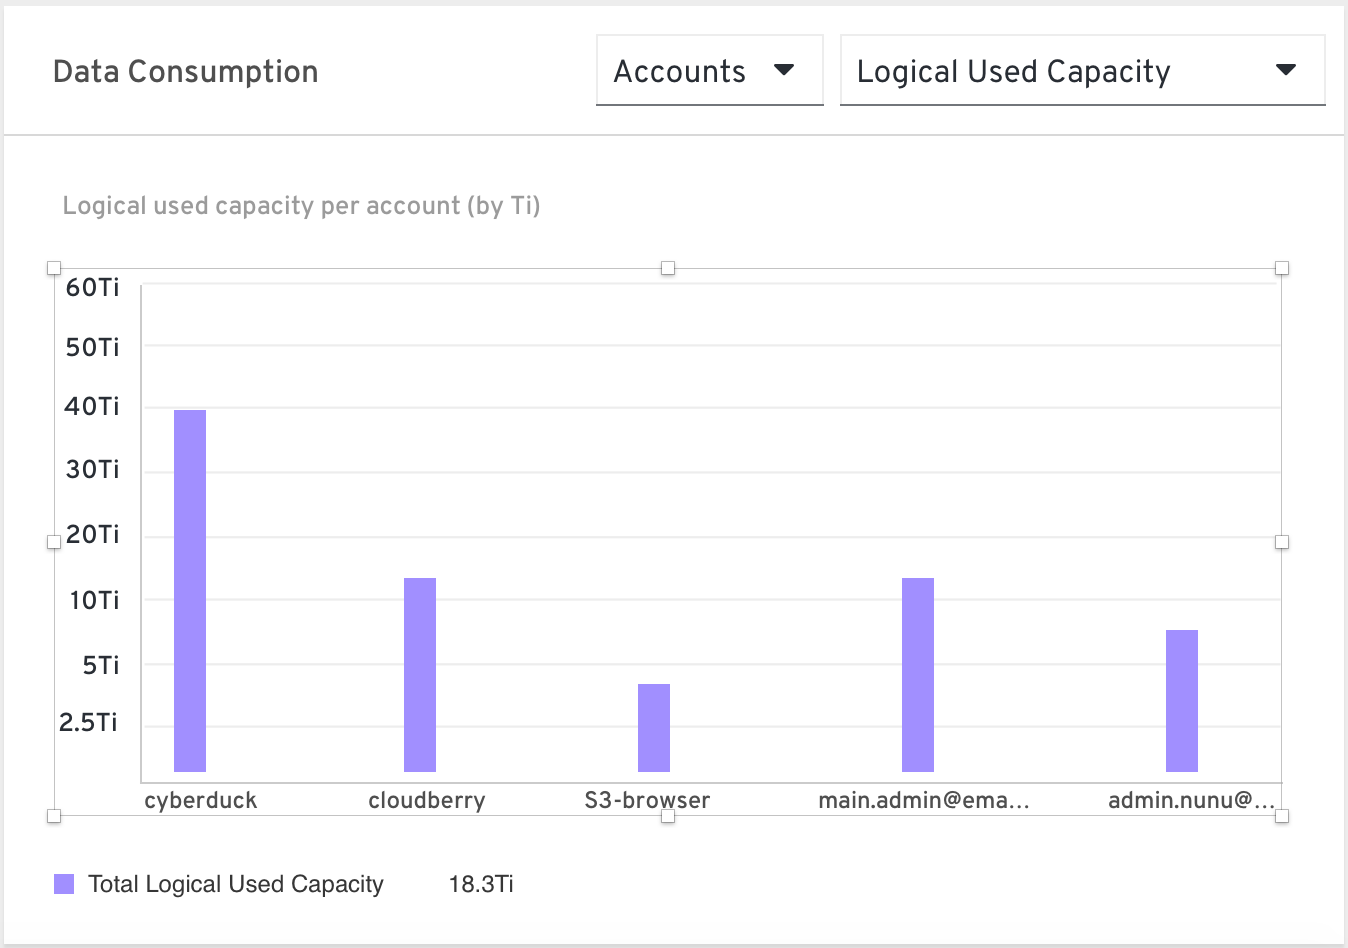 Data Consumption
Accounts
Logical Used Capacity
Logical used capacity per account (by Ti)
60Ti
50Ti
40Ti
30Ti
20Ti
10Ti
5Ti
2.5Ti
cyberduck cloudberry S3-browser main.admin@ema... admin.nunu@...
Total Logical Used Capacity 18.3Ti